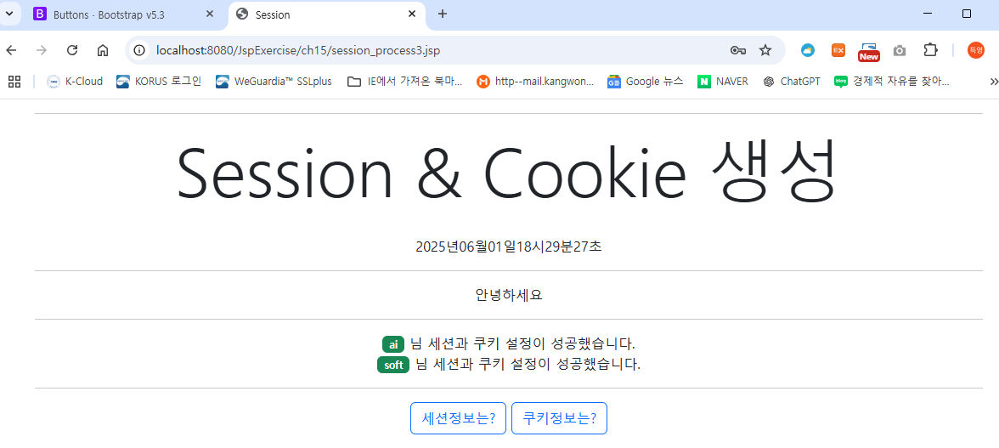 Buttons · Bootstrap v5.3
Session
localhost:8080/JspExercise/ch15/session_process3.jsp
New
득영
K-Cloud
KORUS 로그인
WeGuardia™ SSLplus
IE에서 가져온 북마...
http--mail.kangwon...
Google 뉴스
NAVER
ChatGPT
blog
경제적 자유를 찾아...
Session & Cookie 생성
2025년06월01일18시29분27초
안녕하세요
ai 님 세션과 쿠키 설정이 성공했습니다.
soft 님 세션과 쿠키 설정이 성공했습니다.
세션정보는? 쿠키정보는?